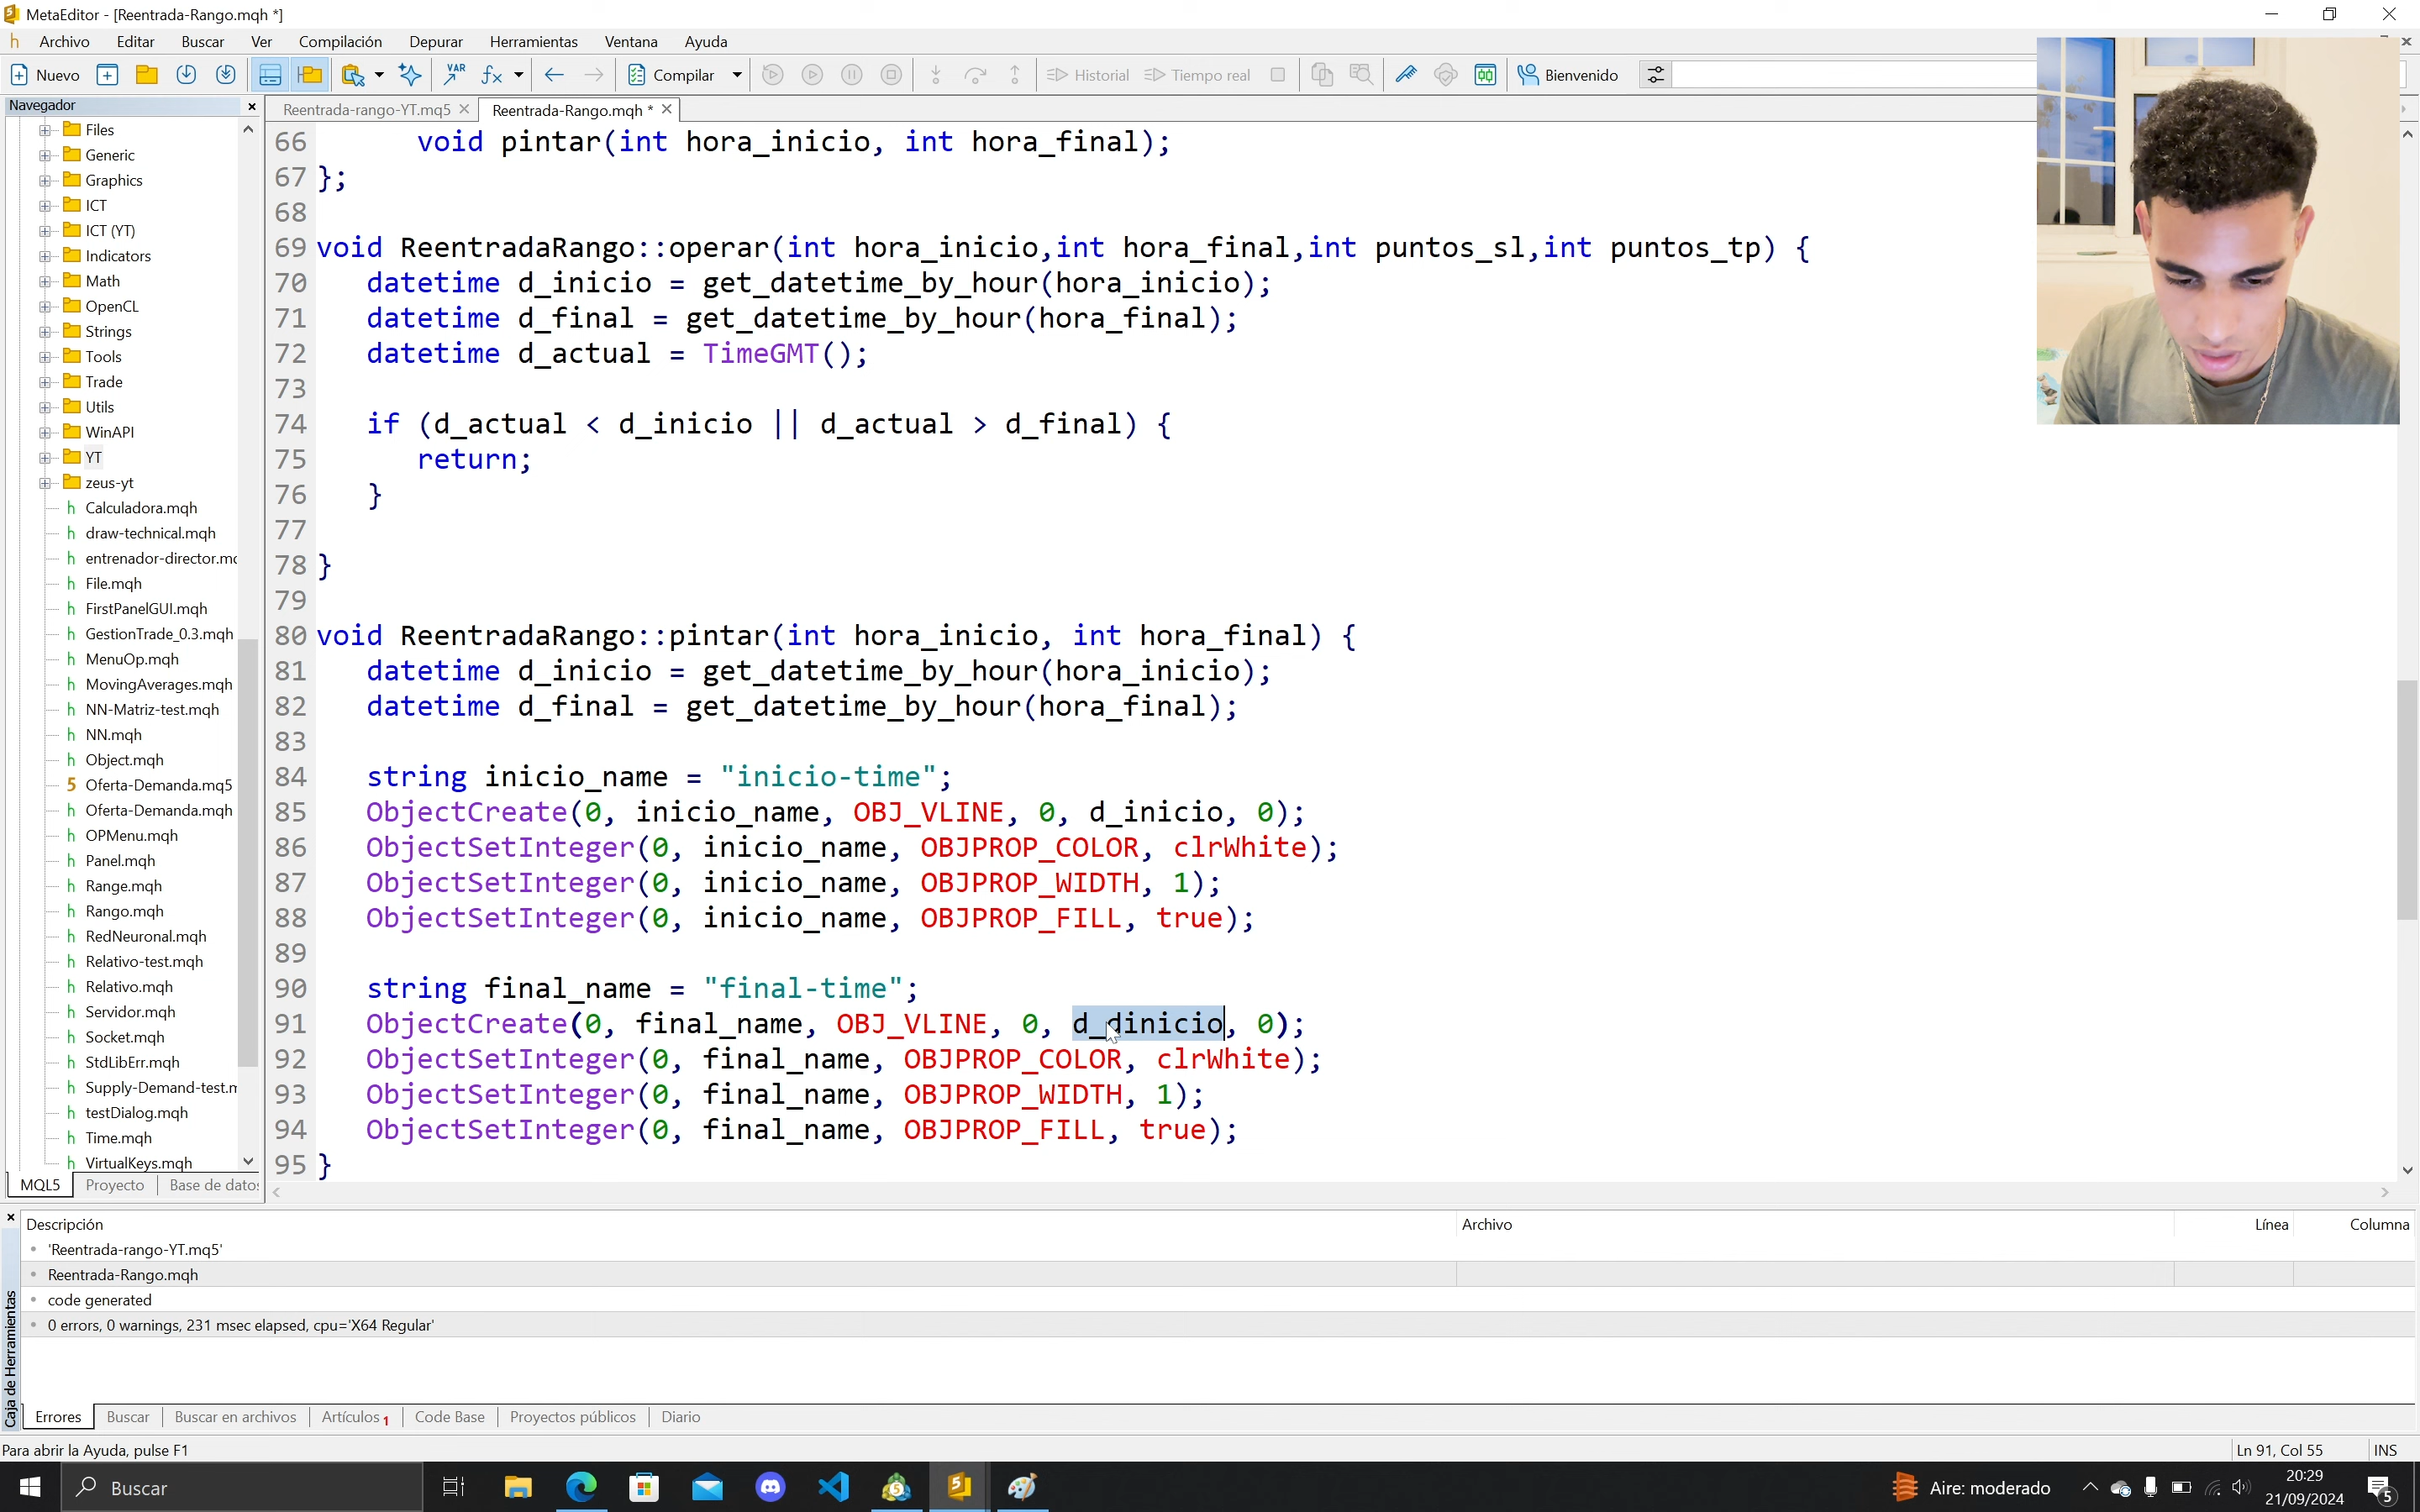 MetaEditor - [Reentrada-Rango.mqh *]
Archivo Editar Buscar Ver Compilación Depurar Herramientas Ventana Ayuda
Nuevo VAR Compilar Historial Tiempo real Bienvenido
Navegador
Reentrada-rango-YT.mq5 Reentrada-Rango.mqh *
Files
Generic
Graphics
ICT
ICT (YT)
Indicators
Math
OpenCL
Strings
Tools
Trade
Utils
WinAPI
YT
zeus-yt
Calculadora.mqh
draw-technical.mqh
entrenador-director.mq
File.mqh
FirstPanelGUI.mqh
GestionTrade_0.3.mqh
MenuOp.mqh
MovingAverages.mqh
NN-Matriz-test.mqh
NN.mqh
Object.mqh
Oferta-Demanda.mq5
Oferta-Demanda.mqh
OPMenu.mqh
Panel.mqh
Range.mqh
Rango.mqh
RedNeuronal.mqh
Relativo-test.mqh
Relativo.mqh
Servidor.mqh
Socket.mqh
StdLibErr.mqh
Supply-Demand-test.m
testDialog.mqh
Time.mqh
VirtualKeys.mqh
MQL5 Proyecto Base de datos
66 void pintar(int hora_inicio, int hora_final);
67 };
68
69 void ReentradaRango::operar(int hora_inicio,int hora_final,int puntos_sl,int puntos_tp) {
70 datetime d_inicio = get_datetime_by_hour(hora_inicio);
71 datetime d_final = get_datetime_by_hour(hora_final);
72 datetime d_actual = TimeGMT();
73
74 if (d_actual < d_inicio || d_actual > d_final) {
75 return;
76 }
77
78 }
79
80 void ReentradaRango::pintar(int hora_inicio, int hora_final) {
81 datetime d_inicio = get_datetime_by_hour(hora_inicio);
82 datetime d_final = get_datetime_by_hour(hora_final);
83
84 string inicio_name = "inicio-time";
85 ObjectCreate(0, inicio_name, OBJ_VLINE, 0, d_inicio, 0);
86 ObjectSetInteger(0, inicio_name, OBJPROP_COLOR, clrWhite);
87 ObjectSetInteger(0, inicio_name, OBJPROP_WIDTH, 1);
88 ObjectSetInteger(0, inicio_name, OBJPROP_FILL, true);
89
90 string final_name = "final-time";
91 ObjectCreate(0, final_name, OBJ_VLINE, 0, d_dinicio, 0);
92 ObjectSetInteger(0, final_name, OBJPROP_COLOR, clrWhite);
93 ObjectSetInteger(0, final_name, OBJPROP_WIDTH, 1);
94 ObjectSetInteger(0, final_name, OBJPROP_FILL, true);
95 }
Descripción Archivo Línea Columna
'Reentrada-rango-YT.mq5'
Reentrada-Rango.mqh
code generated
0 errors, 0 warnings, 231 msec elapsed, cpu='X64 Regular'
Caja de Herramientas
Errores Buscar Buscar en archivos Artículos 1 Code Base Proyectos públicos Diario
Para abrir la Ayuda, pulse F1 Ln 91, Col 55 INS
Buscar Aire: moderado 20:29
21/09/2024 5